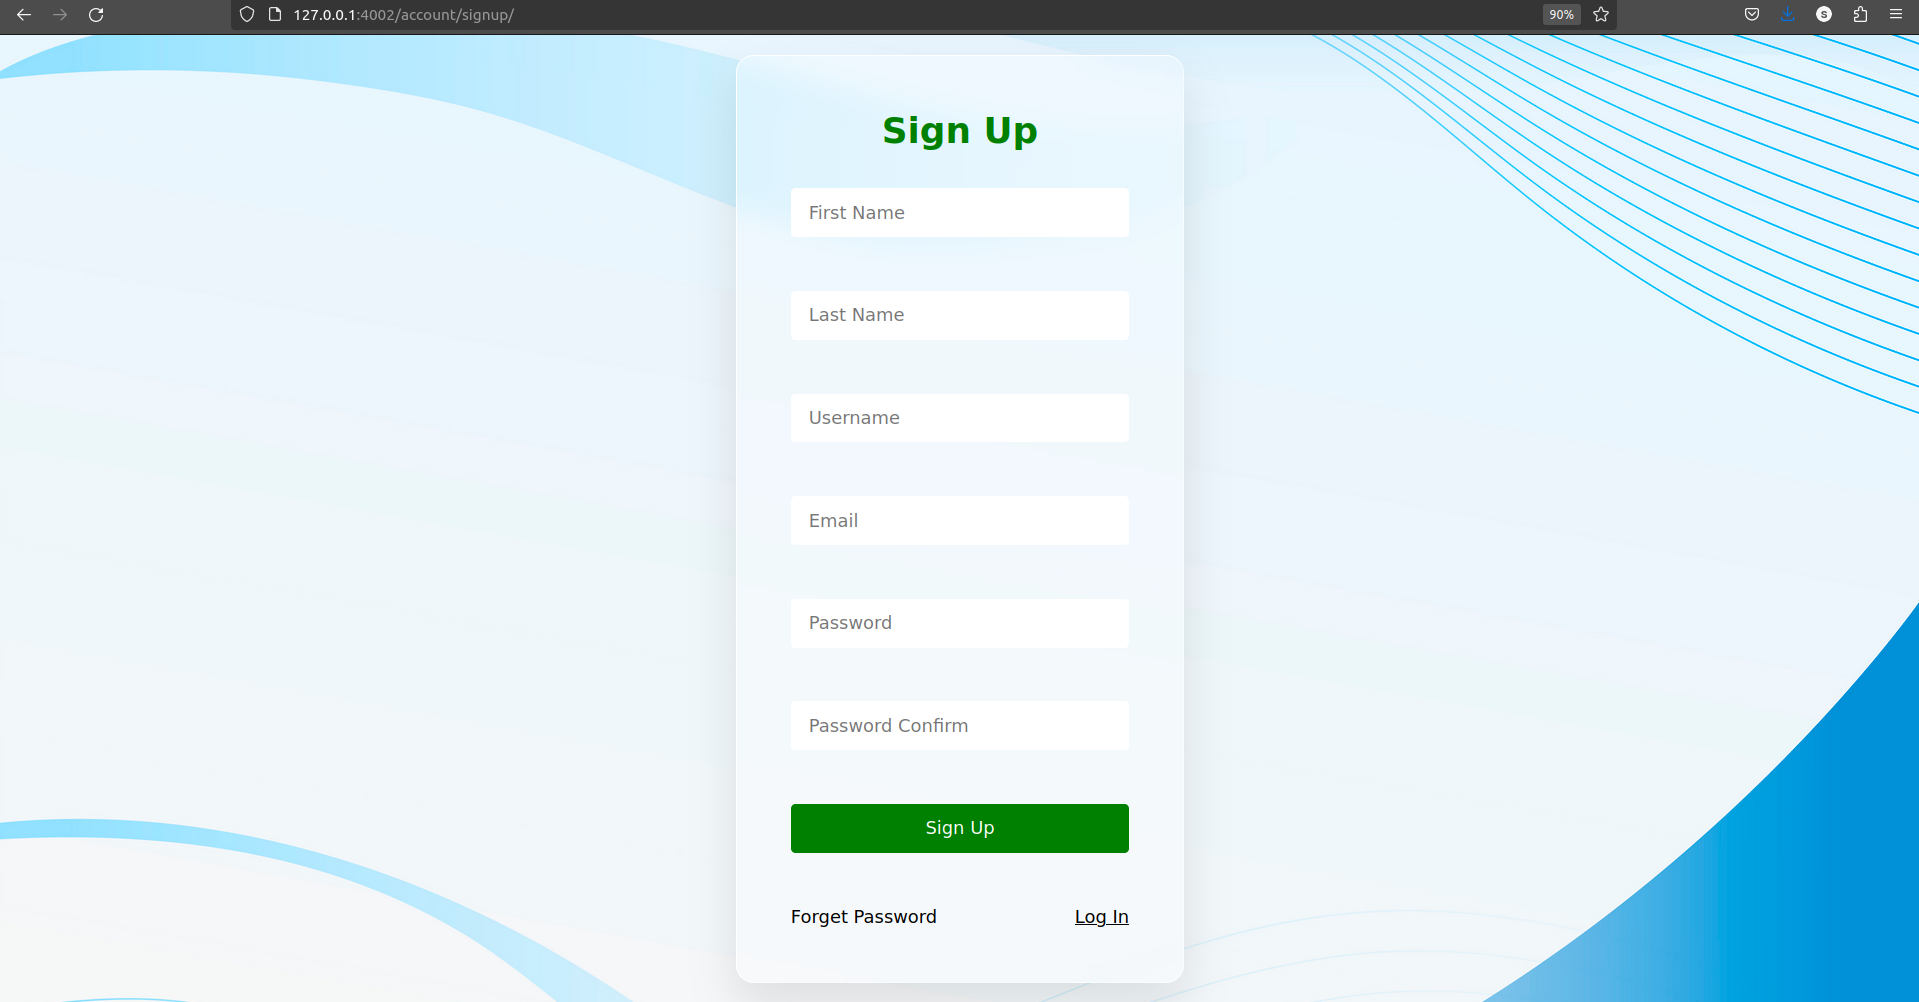 127.0.0.1:4002/account/signup/
90%
S
Sign Up
First Name
Last Name
Username
Email
Password
Password Confirm
Sign Up
Forget Password Log In